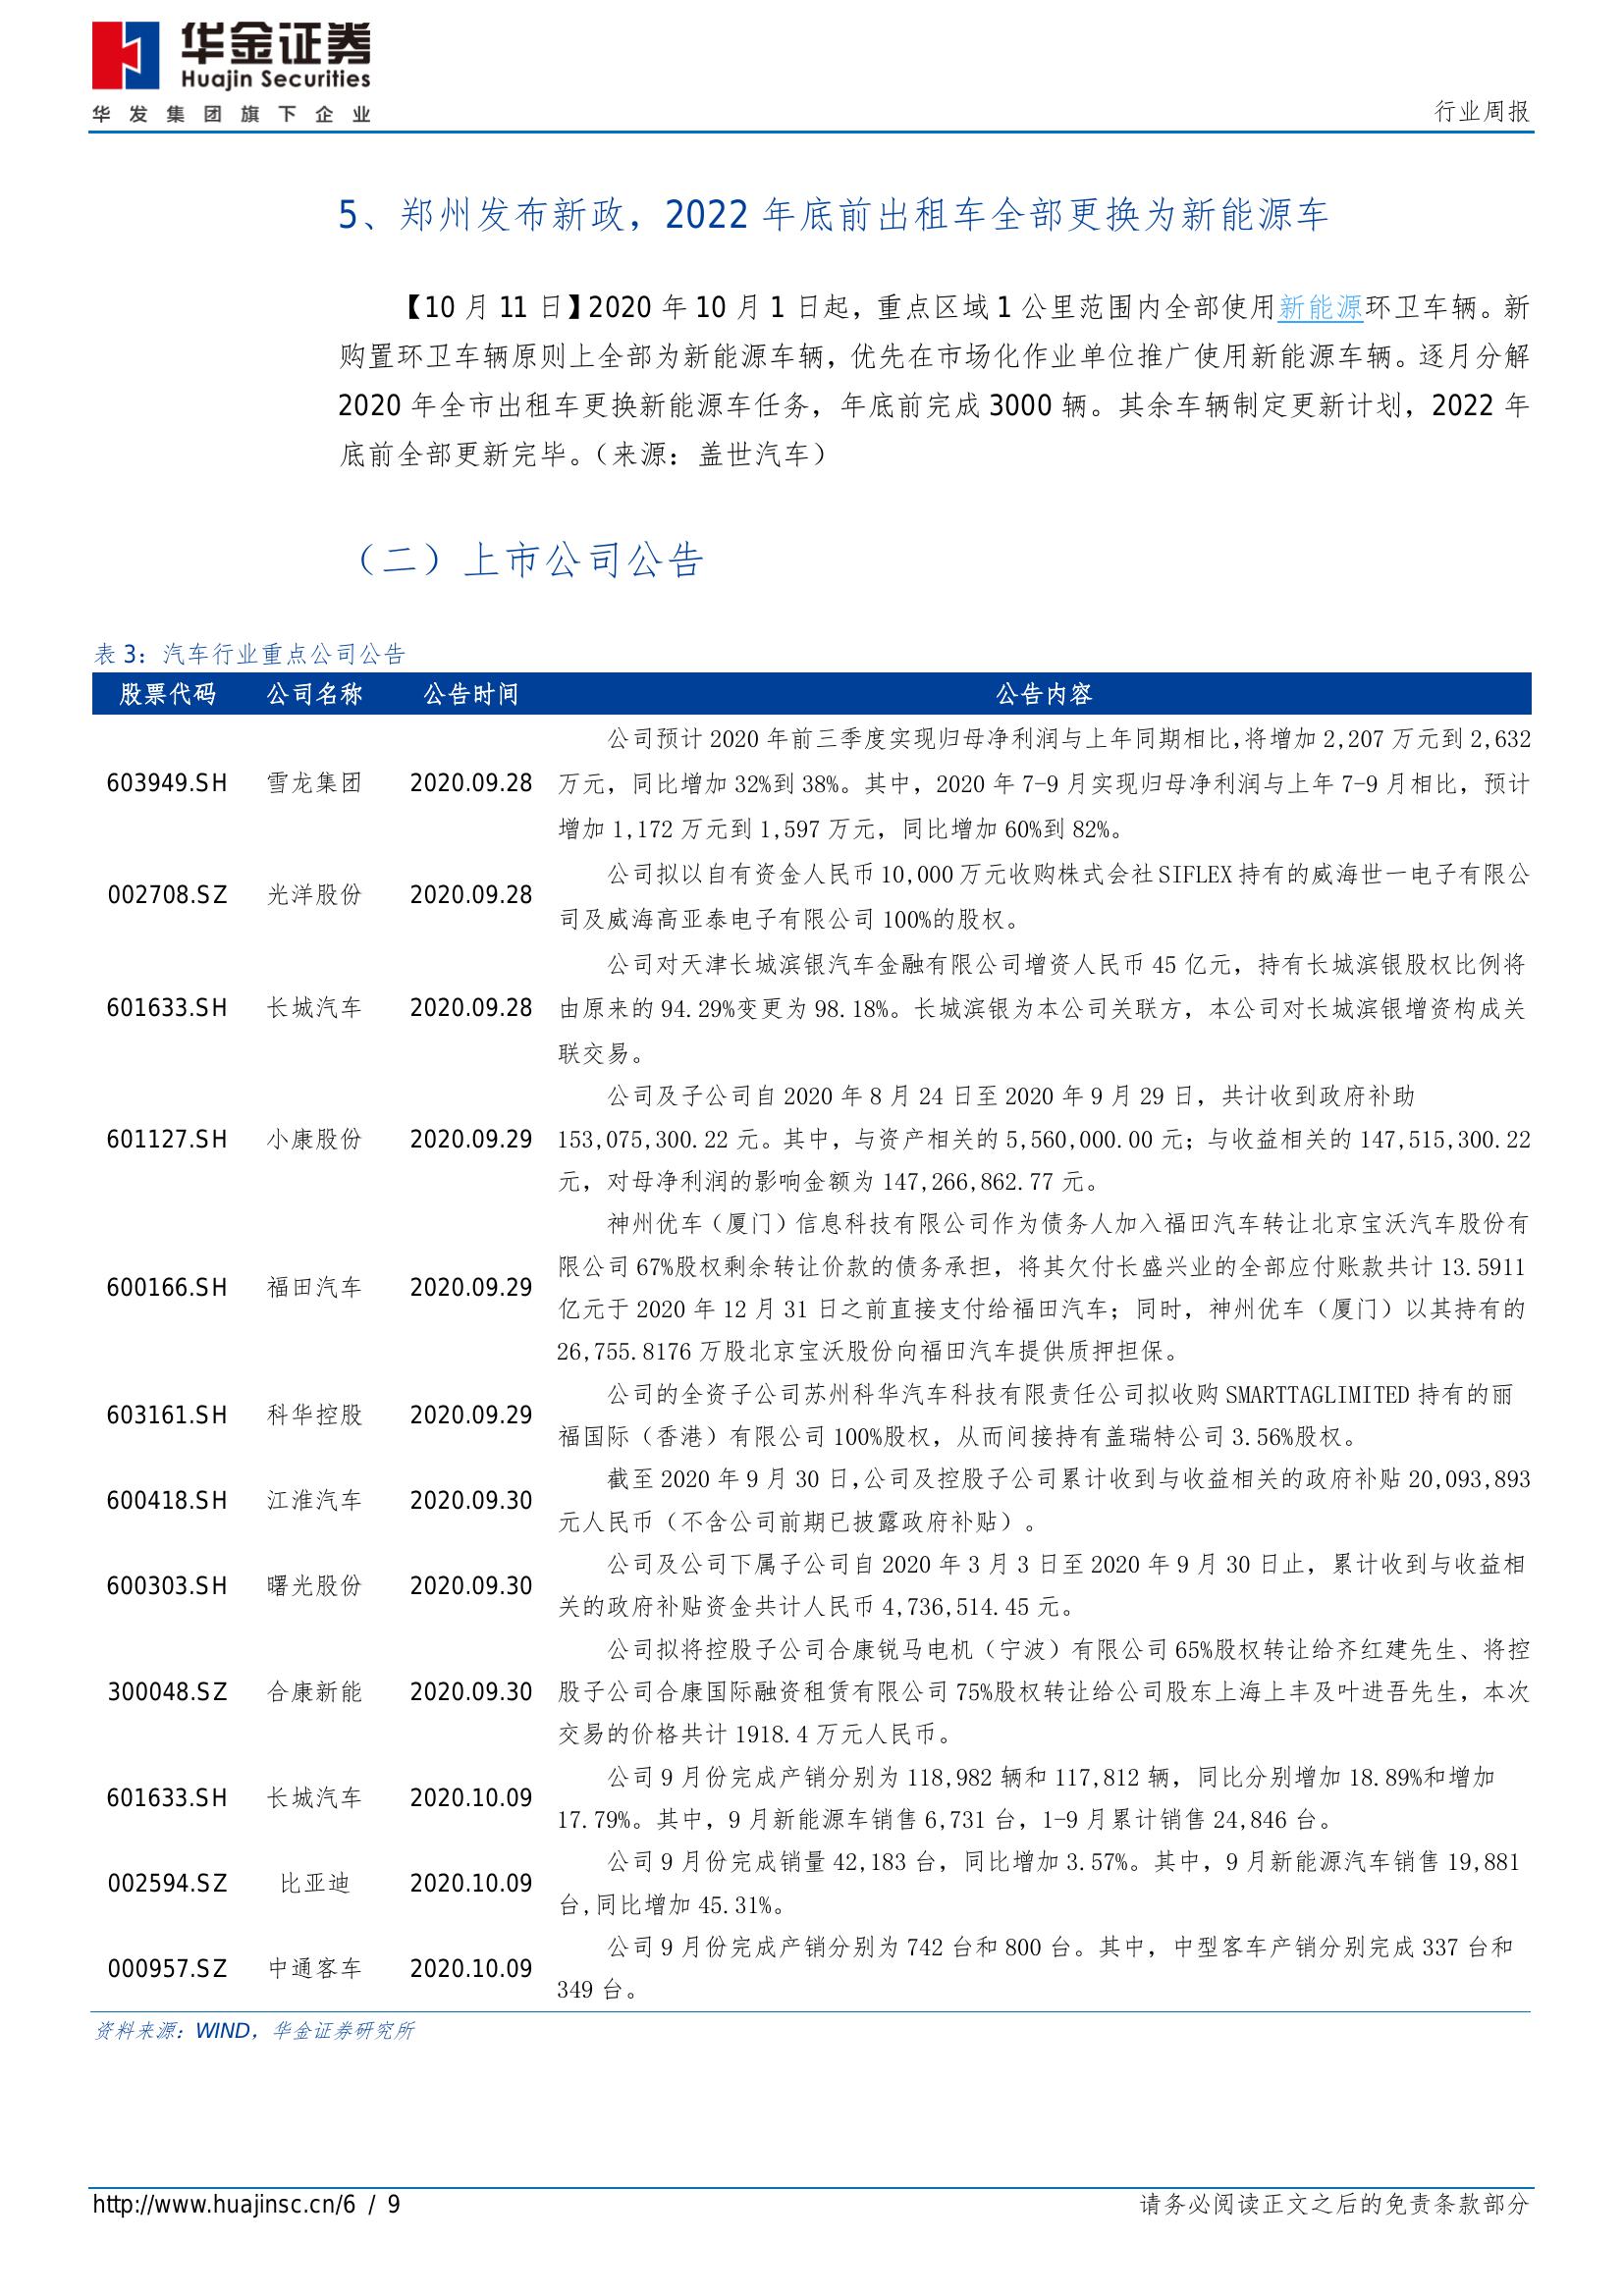 华金证券
Huajin Securities
华发集团旗下企业
行业周报
5、郑州发布新政，2022 年底前出租车全部更换为新能源车
【10 月 11 日】2020 年 10 月 1 日起，重点区域 1 公里范围内全部使用新能源环卫车辆。新
购置环卫车辆原则上全部为新能源车辆，优先在市场化作业单位推广使用新能源车辆。逐月分解
2020 年全市出租车更换新能源车任务，年底前完成 3000 辆。其余车辆制定更新计划，2022 年
底前全部更新完毕。（来源：盖世汽车）
（二）上市公司公告
表 3：汽车行业重点公司公告
股票代码 公司名称 公告时间 公告内容
公司预计 2020 年前三季度实现归母净利润与上年同期相比,将增加 2,207 万元到 2,632
603949.SH 雪龙集团 2020.09.28 万元，同比增加 32%到 38%。其中，2020 年 7-9 月实现归母净利润与上年 7-9 月相比，预计
增加 1,172 万元到 1,597 万元，同比增加 60%到 82%。
公司拟以自有资金人民币 10,000 万元收购株式会社 SIFLEX 持有的威海世一电子有限公
002708.SZ 光洋股份 2020.09.28
司及威海高亚泰电子有限公司 100%的股权。
公司对天津长城滨银汽车金融有限公司增资人民币 45 亿元，持有长城滨银股权比例将
601633.SH 长城汽车 2020.09.28 由原来的 94.29%变更为 98.18%。长城滨银为本公司关联方，本公司对长城滨银增资构成关
联交易。
公司及子公司自 2020 年 8 月 24 日至 2020 年 9 月 29 日，共计收到政府补助
601127.SH 小康股份 2020.09.29 153,075,300.22 元。其中，与资产相关的 5,560,000.00 元；与收益相关的 147,515,300.22
元，对母净利润的影响金额为 147,266,862.77 元。
神州优车（厦门）信息科技有限公司作为债务人加入福田汽车转让北京宝沃汽车股份有
限公司 67%股权剩余转让价款的债务承担，将其欠付长盛兴业的全部应付账款共计 13.5911
600166.SH 福田汽车 2020.09.29
亿元于 2020 年 12 月 31 日之前直接支付给福田汽车；同时，神州优车（厦门）以其持有的
26,755.8176 万股北京宝沃股份向福田汽车提供质押担保。
公司的全资子公司苏州科华汽车科技有限责任公司拟收购 SMARTTAGLIMITED 持有的丽
603161.SH 科华控股 2020.09.29
福国际（香港）有限公司 100%股权，从而间接持有盖瑞特公司 3.56%股权。
截至 2020 年 9 月 30 日,公司及控股子公司累计收到与收益相关的政府补贴 20,093,893
600418.SH 江淮汽车 2020.09.30
元人民币（不含公司前期已披露政府补贴）。
公司及公司下属子公司自 2020 年 3 月 3 日至 2020 年 9 月 30 日止，累计收到与收益相
600303.SH 曙光股份 2020.09.30
关的政府补贴资金共计人民币 4,736,514.45 元。
公司拟将控股子公司合康锐马电机（宁波）有限公司 65%股权转让给齐红建先生、将控
300048.SZ 合康新能 2020.09.30 股子公司合康国际融资租赁有限公司 75%股权转让给公司股东上海上丰及叶进吾先生，本次
交易的价格共计 1918.4 万元人民币。
公司 9 月份完成产销分别为 118,982 辆和 117,812 辆，同比分别增加 18.89%和增加
601633.SH 长城汽车 2020.10.09
17.79%。其中，9 月新能源车销售 6,731 台，1-9 月累计销售 24,846 台。
公司 9 月份完成销量 42,183 台，同比增加 3.57%。其中，9 月新能源汽车销售 19,881
002594.SZ 比亚迪 2020.10.09
台,同比增加 45.31%。
公司 9 月份完成产销分别为 742 台和 800 台。其中，中型客车产销分别完成 337 台和
000957.SZ 中通客车 2020.10.09
349 台。
资料来源：WIND，华金证券研究所
http://www.huajinsc.cn/6 / 9
请务必阅读正文之后的免责条款部分